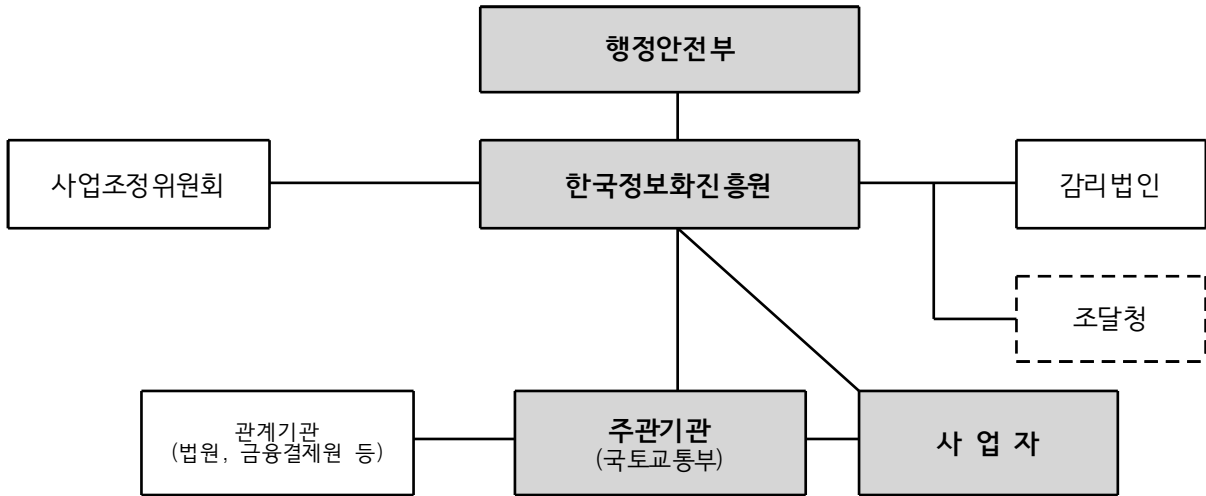 행정안전부
사업조정위원회
한국정보화진흥원
감리법인
조달청
관계기관
(법원, 금융결제원 등)
주관기관
(국토교통부)
사 업 자